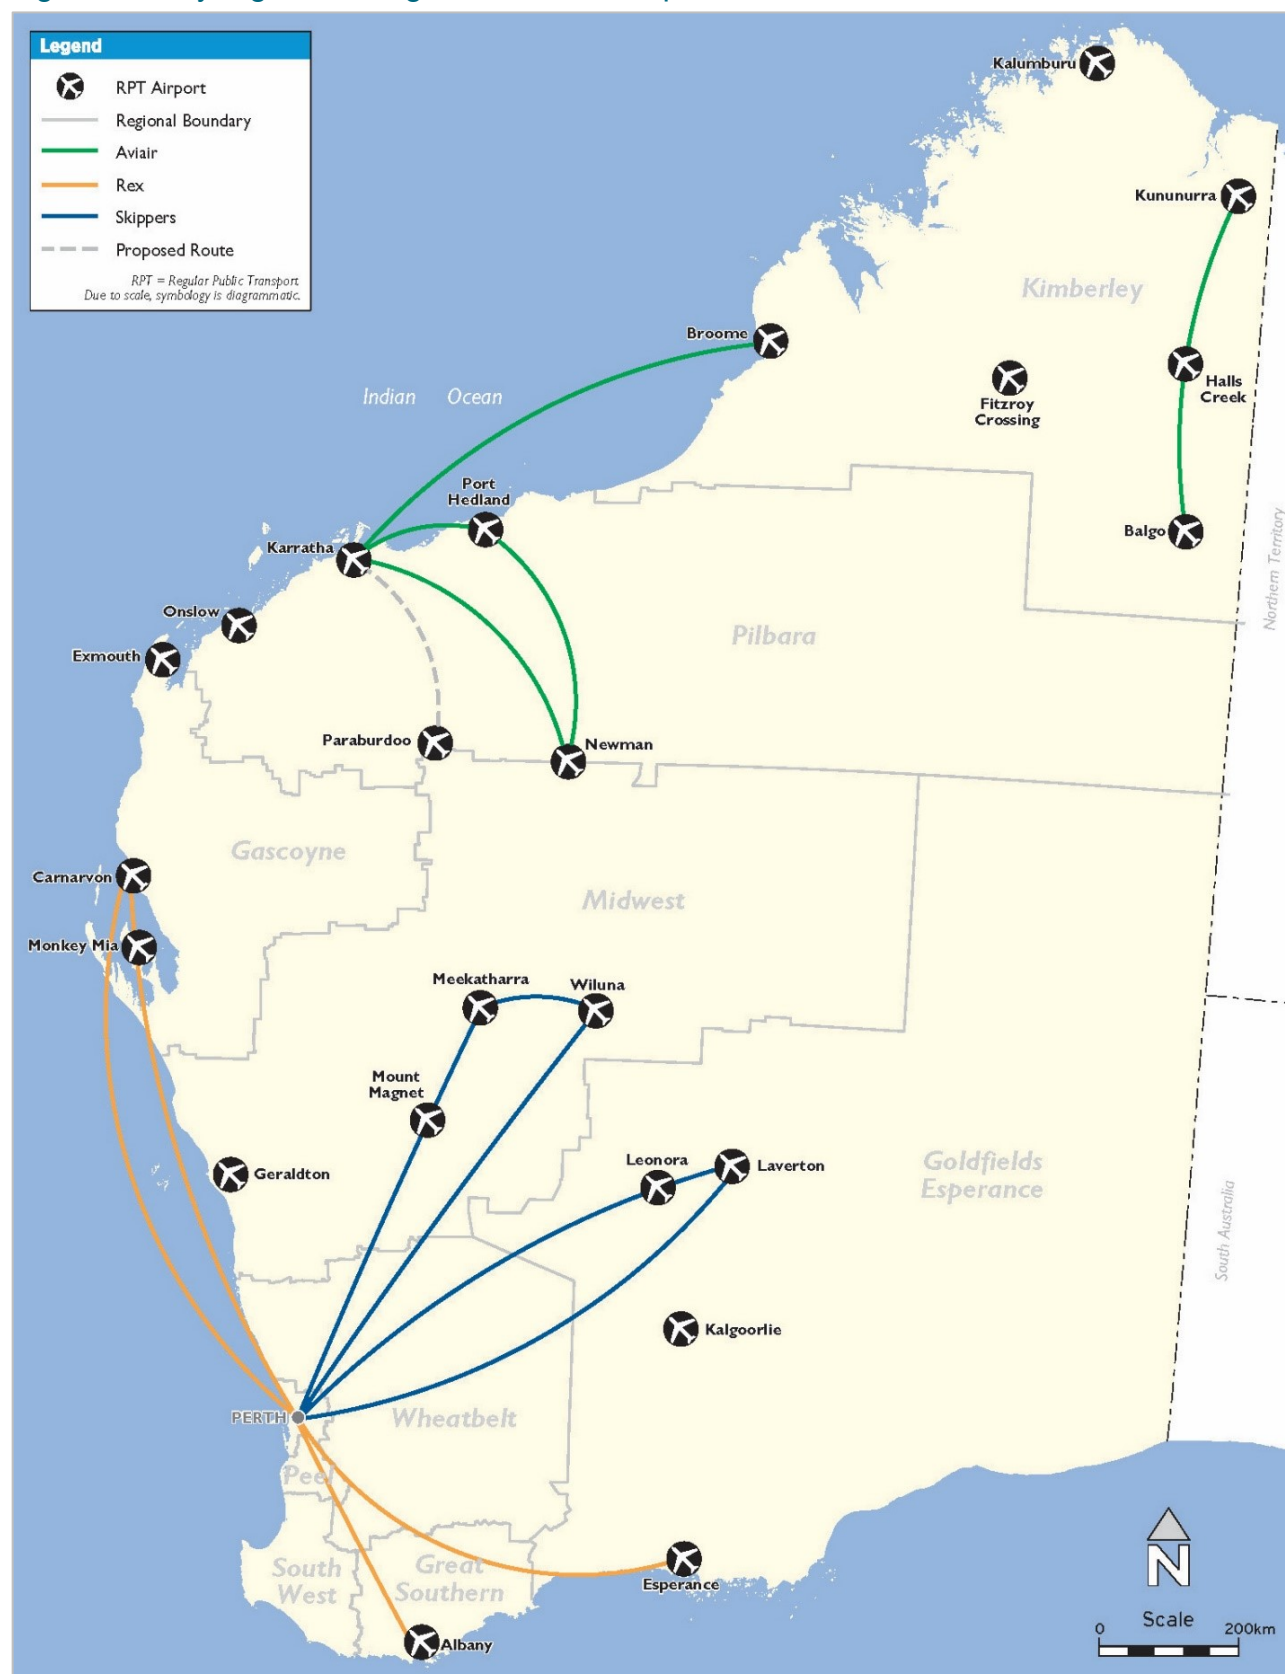 Legend
RPT Airport
Regional Boundary
Aviair
Rex
Skippers
Proposed Route
RPT = Regular Public Transport
Due to scale, symbology is diagrammatic.
Kalumburu
Kununurra
Kimberley
Broome
Halls
Creek
Fitzroy
Crossing
Indian Ocean
Port
Hedland
Balgo
Northern Territory
Karratha
Onslow
Pilbara
Exmouth
Paraburdoo
Newman
Gascoyne
Carnarvon
Midwest
Monkey Mia
Meekatharra
Wiluna
Mount
Magnet
Geraldton
Leonora
Laverton
Goldfields
Esperance
South Australia
Kalgoorlie
PERTH
Wheatbelt
Peel
South
West
Great
Southern
Esperance
Albany
N
Scale
0 200km